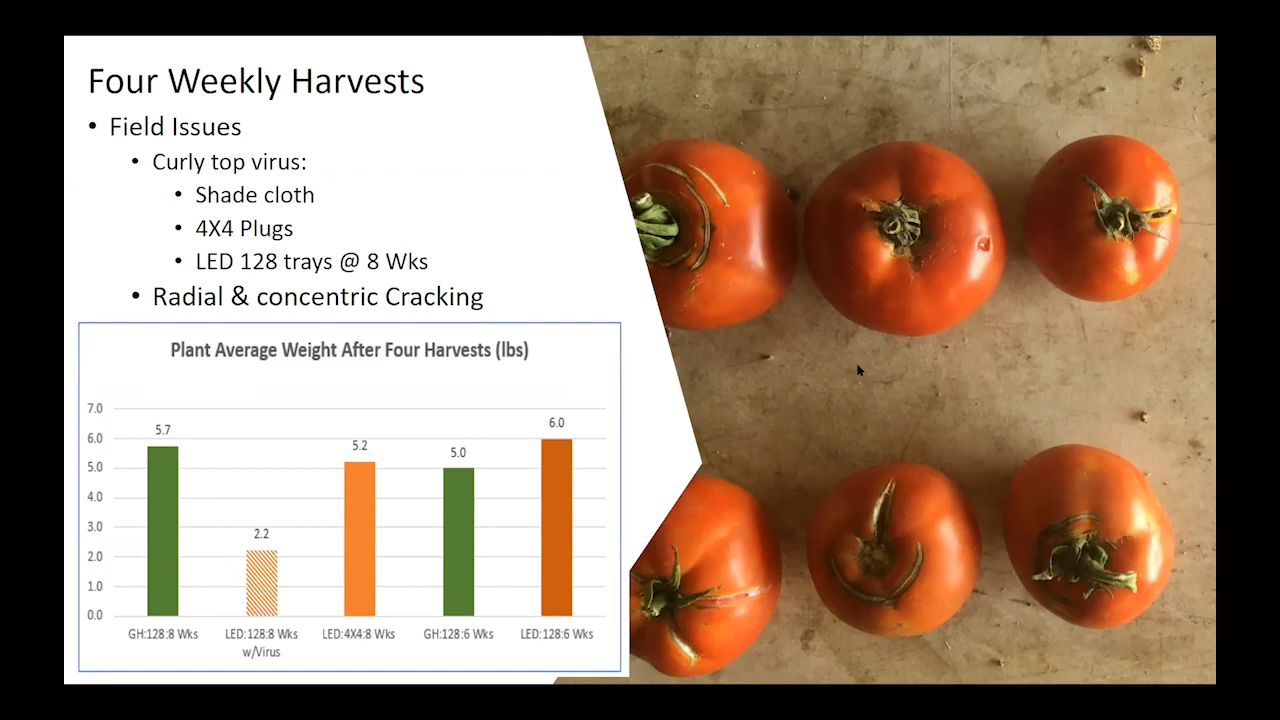 Four Weekly Harvests
• Field Issues
• Curly top virus:
• Shade cloth
• 4X4 Plugs
• LED 128 trays @ 8 Wks
• Radial & concentric Cracking
Plant Average Weight After Four Harvests (lbs)
7.0
6.0
5.0
4.0
3.0
2.0
1.0
0.0
5.7
2.2
5.2
5.0
6.0
GH:128:8 Wks
LED:128:8 Wks
w/Virus
LED:4X4:8 Wks
GH:128:6 Wks
LED:128:6 Wks